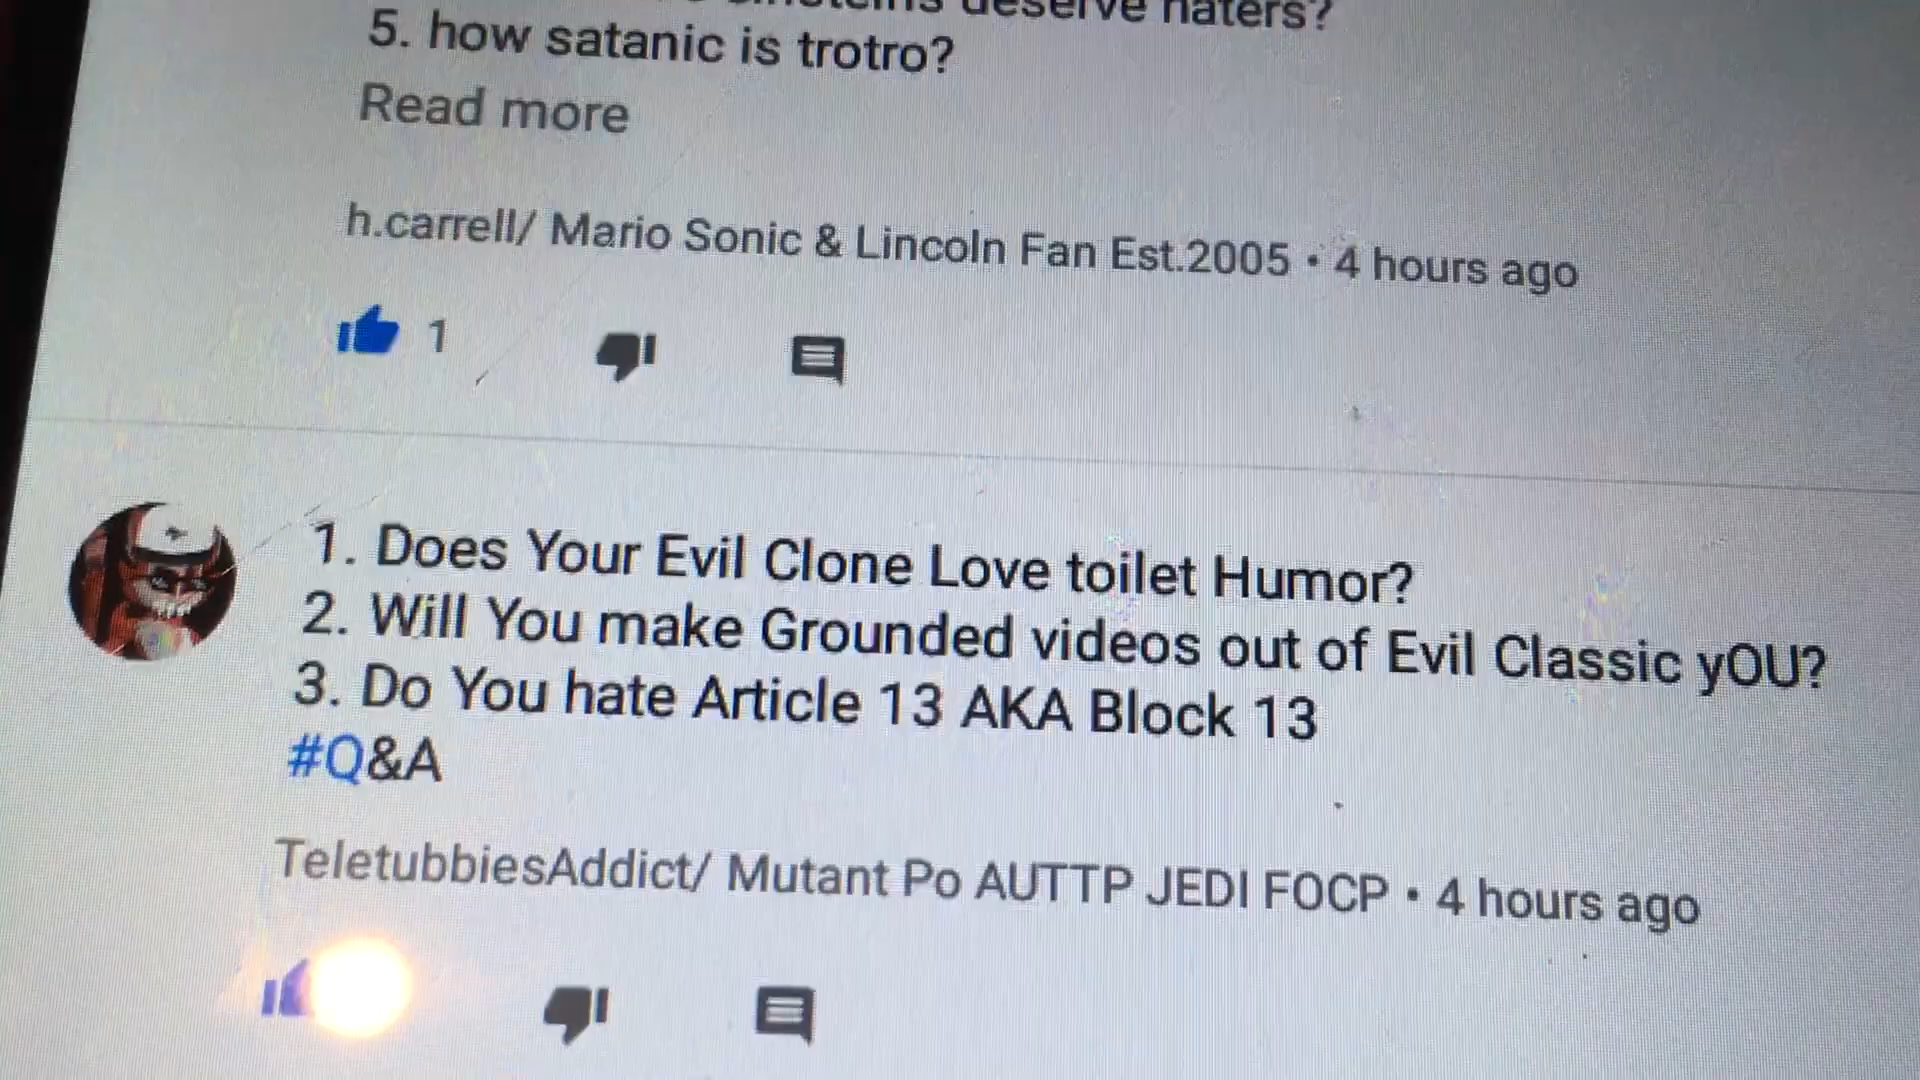 deserve haters?
5. how satanic is trotro?
Read more
h.carrell/ Mario Sonic & Lincoln Fan Est.2005 • 4 hours ago
1
1. Does Your Evil Clone Love toilet Humor?
2. Will You make Grounded videos out of Evil Classic yOU?
3. Do You hate Article 13 AKA Block 13
#Q&A
TeletubbiesAddict/ Mutant Po AUTTP JEDI FOCP • 4 hours ago